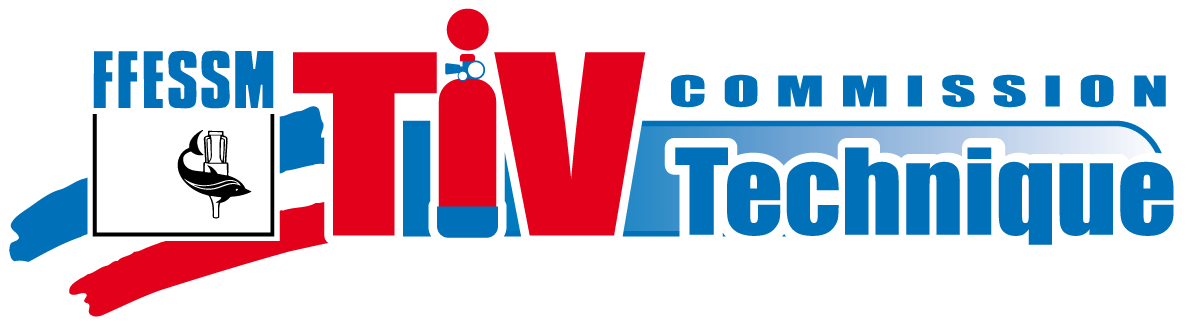 FFESSM
TiV
COMMISSION
Technique